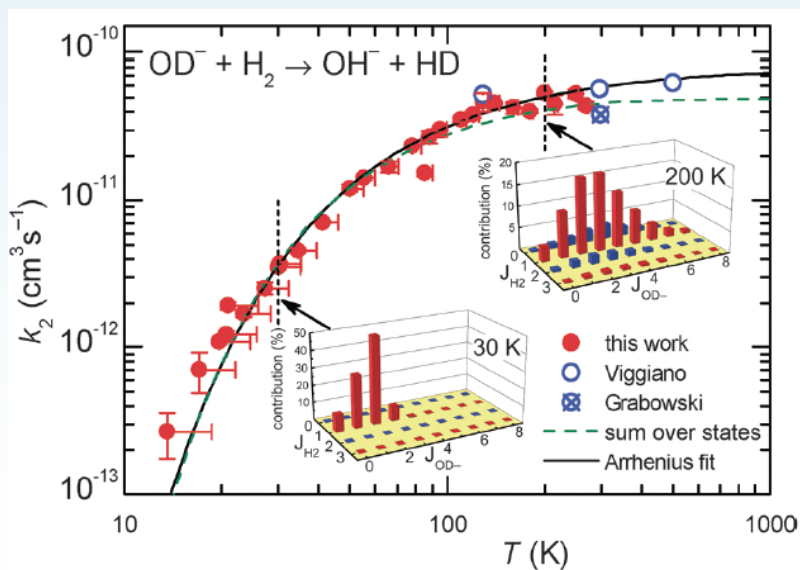 OD⁻ + H₂ → OH⁻ + HD
k₂ (cm³s⁻¹)
10⁻¹⁰
10⁻¹¹
10⁻¹²
10⁻¹³
200 K
contribution (%)
20
15
10
5
0
J_H2
1
2
3
J_OD–
0
2
4
6
8
30 K
contribution (%)
50
40
30
20
10
0
J_H2
1
2
3
J_OD–
0
2
4
6
8
this work
Viggiano
Grabowski
sum over states
Arrhenius fit
10
100
1000
T (K)